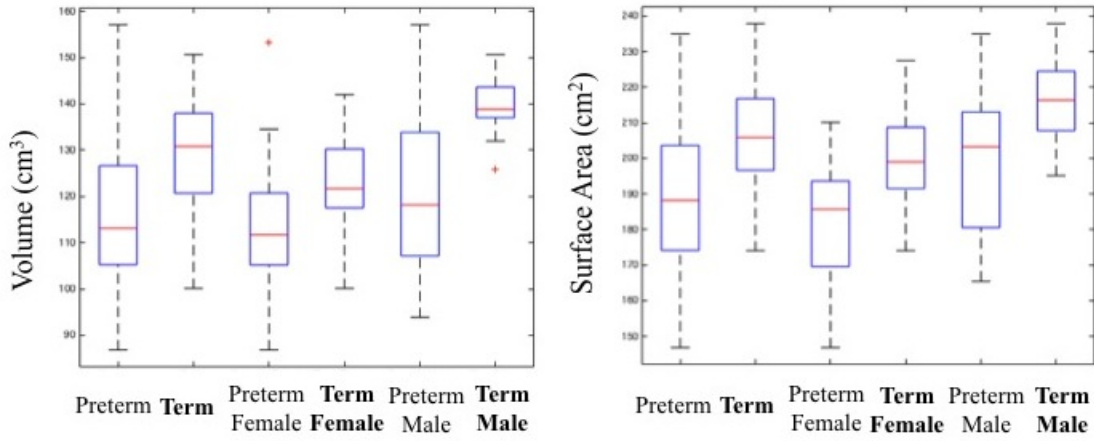 160
150
140
130
120
110
100
90
Volume (cm³)
Preterm
Term
Preterm
Female
Term
Female
Preterm
Male
Term
Male
240
230
220
210
200
190
180
170
160
150
Surface Area (cm²)
Preterm
Term
Preterm
Female
Term
Female
Preterm
Male
Term
Male